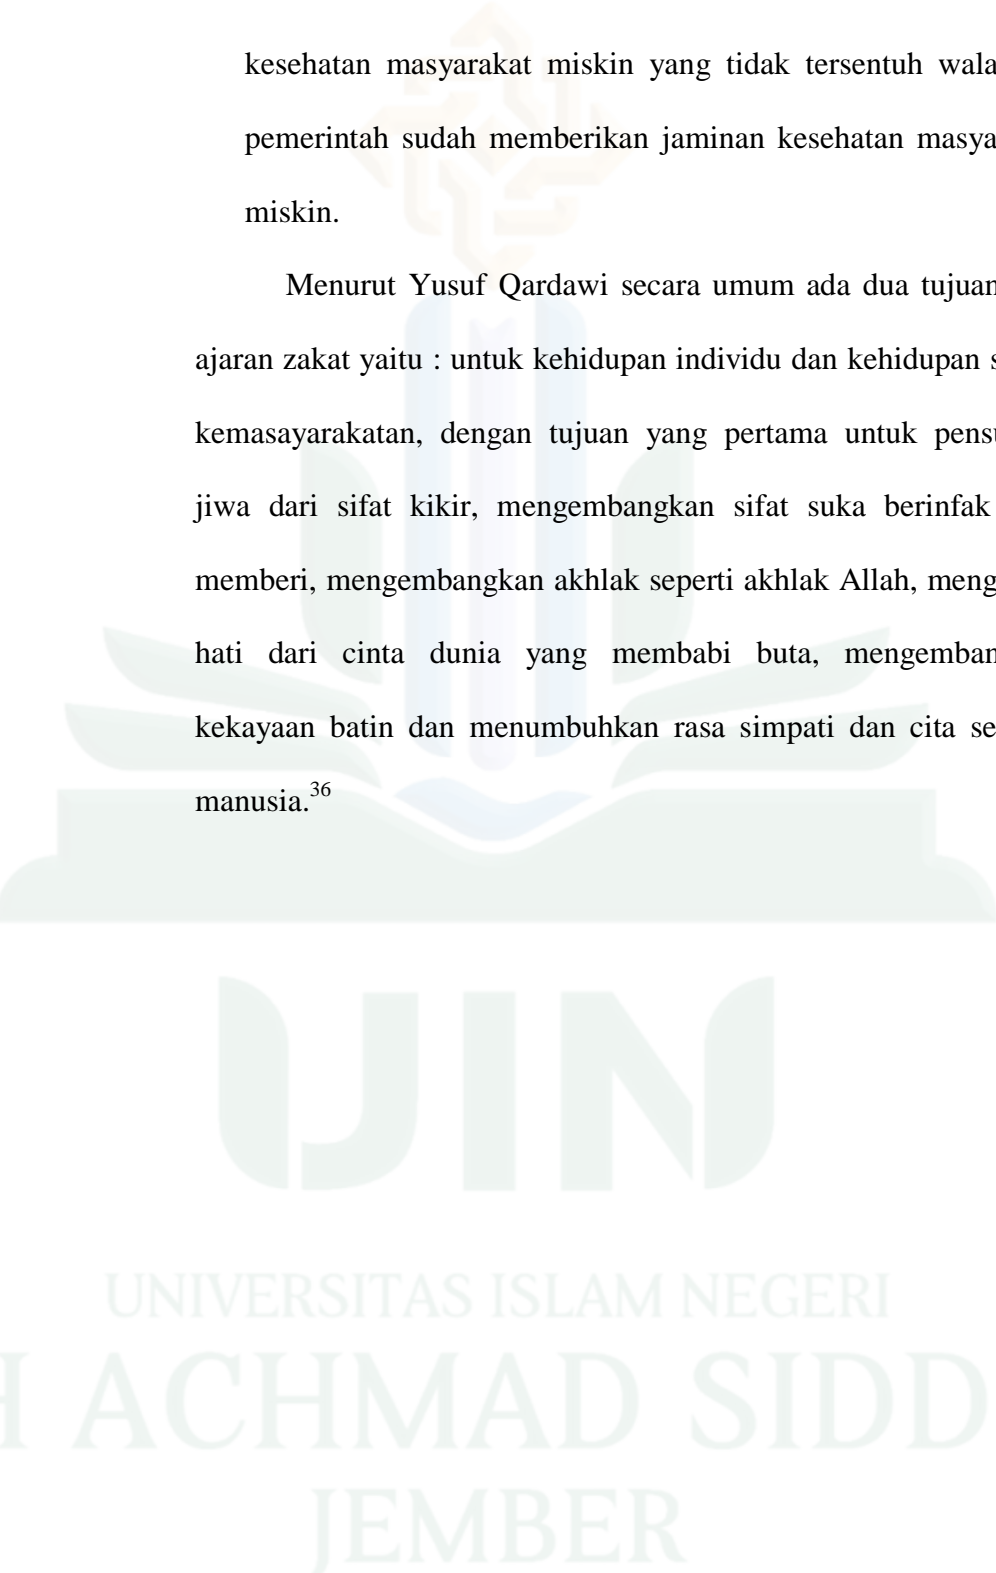 kesehatan masyarakat miskin yang tidak tersentuh wala
pemerintah sudah memberikan jaminan kesehatan masya
miskin.
Menurut Yusuf Qardawi secara umum ada dua tujuan
ajaran zakat yaitu : untuk kehidupan individu dan kehidupan s
kemasayarakatan, dengan tujuan yang pertama untuk pensu
jiwa dari sifat kikir, mengembangkan sifat suka berinfak
memberi, mengembangkan akhlak seperti akhlak Allah, meng
hati dari cinta dunia yang membabi buta, mengemban
kekayaan batin dan menumbuhkan rasa simpati dan cita se
manusia.36
UIN
UNIVERSITAS ISLAM NEGERI
H ACHMAD SIDD
JEMBER